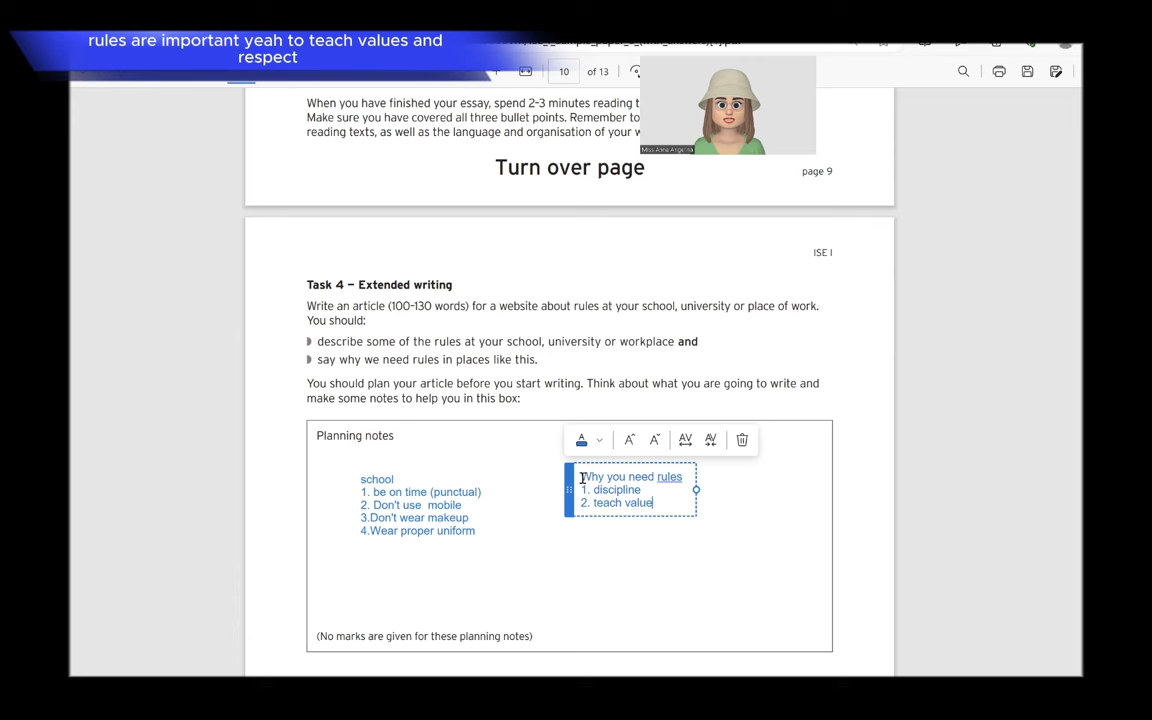 rules are important yeah to teach values and
respect
10 of 13
When you have finished your essay, spend 2-3 minutes reading
Make sure you have covered all three bullet points. Remember to
reading texts, as well as the language and organisation of your
Miss Anne Angelina
Turn over page
page 9
ISE I
Task 4 – Extended writing
Write an article (100–130 words) for a website about rules at your school, university or place of work.
You should:
describe some of the rules at your school, university or workplace and
say why we need rules in places like this.
You should plan your article before you start writing. Think about what you are going to write and
make some notes to help you in this box:
Planning notes
school
1. be on time (punctual)
2. Don't use mobile
3.Don't wear makeup
4.Wear proper uniform
Why you need rules
1. discipline
2. teach value
(No marks are given for these planning notes)